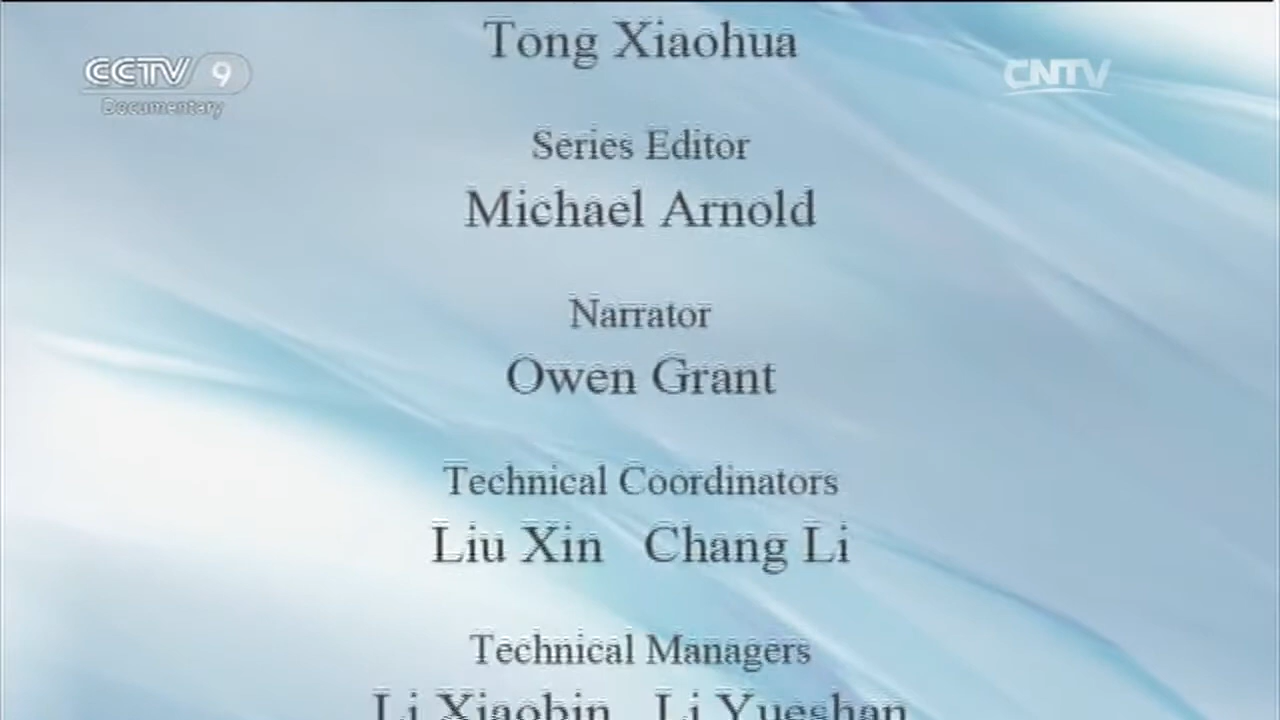 Tong Xiaohua
CCTV 9
Documentary
CNTV
Series Editor
Michael Arnold
Narrator
Owen Grant
Technical Coordinators
Liu Xin Chang Li
Technical Managers
Li Xiaobin Li Yueshan